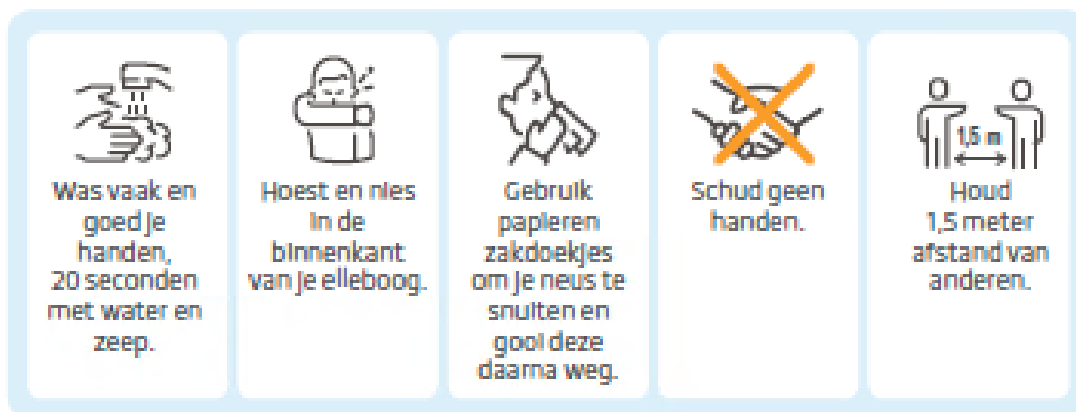 Was vaak en
goed je
handen,
20 seconden
met water en
zeep.
Hoest en nies
in de
binnenkant
van je elleboog.
Gebruik
papieren
zakdoekjes
om je neus te
snuiten en
gooi deze
daarna weg.
Schud geen
handen.
1,5 m
Houd
1,5 meter
afstand van
anderen.